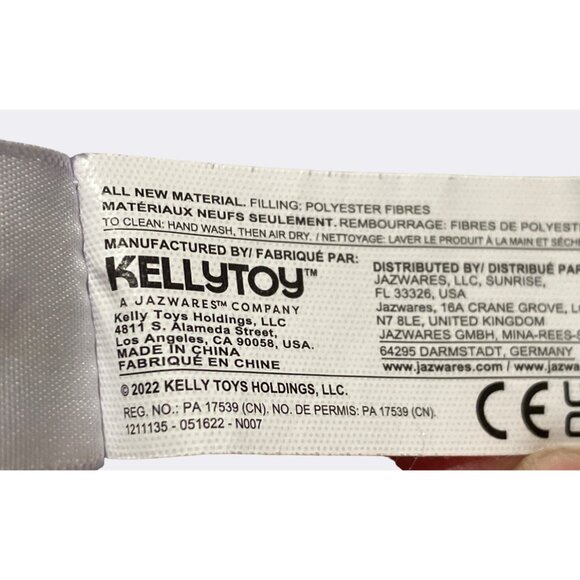 ALL NEW MATERIAL. FILLING: POLYESTER FIBRES
MATÉRIAUX NEUFS SEULEMENT. REMBOURRAGE: FIBRES DE POLYESTE
TO CLEAN: HAND WASH, THEN AIR DRY. / NETTOYAGE: LAVER LE PRODUIT À LA MAIN ET SÉCHE
MANUFACTURED BY/ FABRIQUÉ PAR:
KELLYTOY™
A JAZWARES™ COMPANY
Kelly Toys Holdings, LLC
4811 S. Alameda Street,
Los Angeles, CA 90058, USA.
MADE IN CHINA
FABRIQUÉ EN CHINE
© 2022 KELLY TOYS HOLDINGS, LLC.
REG. NO.: PA 17539 (CN). NO. DE PERMIS: PA 17539 (CN).
1211135 - 051622 - N007
DISTRIBUTED BY/ DISTRIBUÉ PAR
JAZWARES, LLC, SUNRISE,
FL 33326, USA
Jazwares, 16A CRANE GROVE, LO
N7 8LE, UNITED KINGDOM
JAZWARES GMBH, MINA-REES-S
64295 DARMSTADT, GERMANY
www.jazwares.com / www.jazwa
CE